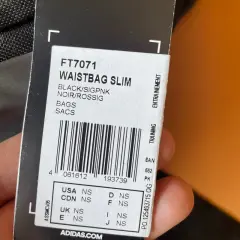 FT7071
WAISTBAG SLIM
BLACK/SIGPNK
NOIR/ROSSIG
BAGS
SACS
TRAINING
ENTRAINEMENT
4 061612 193739
USA NS
D NS
CDN NS
F NS
UK NS
I NS
E NS
J NS
ADIDAS.COM